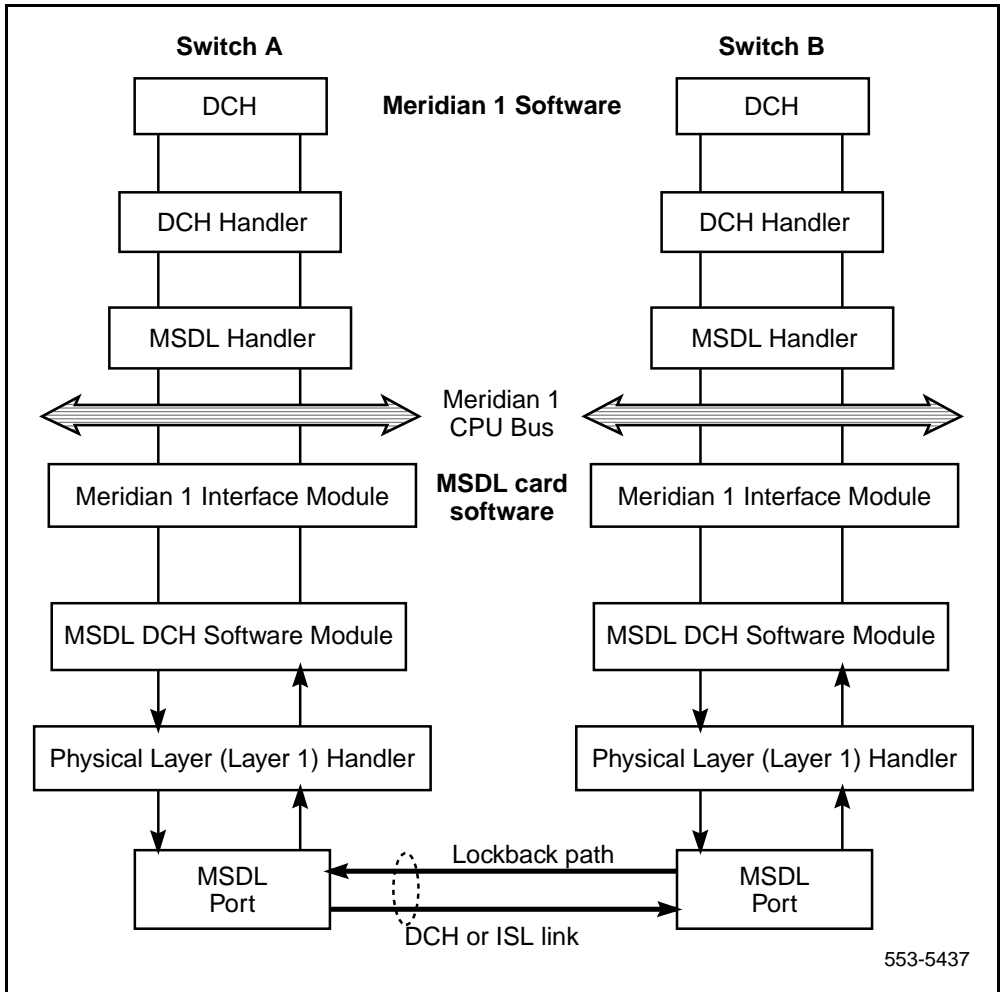 Switch A
Switch B
DCH
Meridian 1 Software
DCH
DCH Handler
DCH Handler
MSDL Handler
MSDL Handler
Meridian 1
CPU Bus
Meridian 1 Interface Module
MSDL card
software
Meridian 1 Interface Module
MSDL DCH Software Module
MSDL DCH Software Module
Physical Layer (Layer 1) Handler
Physical Layer (Layer 1) Handler
MSDL
Port
Lockback path
DCH or ISL link
MSDL
Port
553-5437